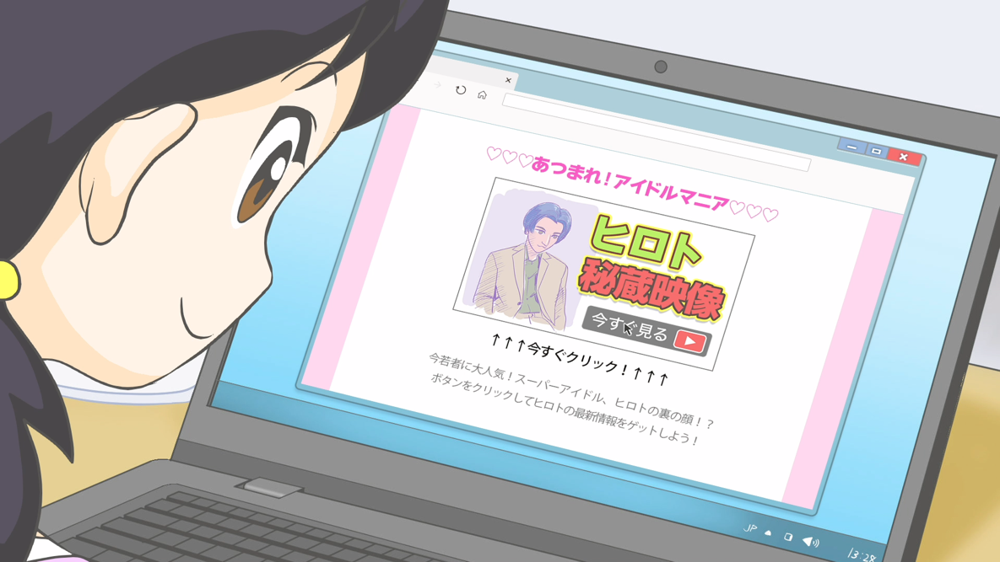 ♡♡♡あつまれ！アイドルマニア♡♡♡
ヒロト
秘蔵映像
今すぐ見る
↑↑↑今すぐクリック！↑↑↑
今若者に大人気！スーパーアイドル、ヒロトの裏の顔！？
ボタンをクリックしてヒロトの最新情報をゲットしよう！
JP
13:28